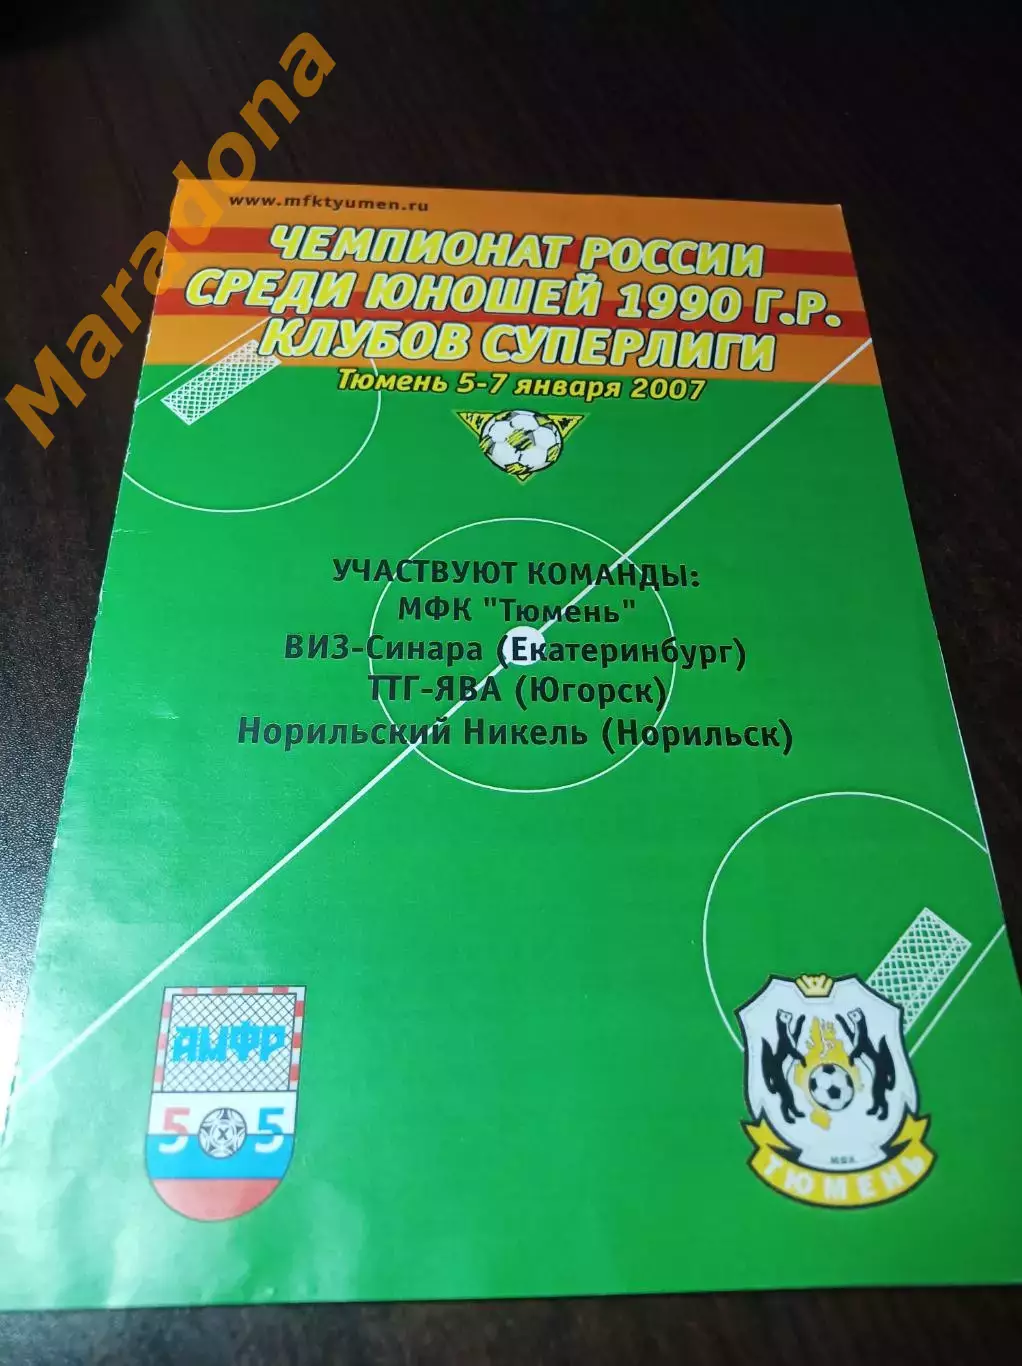 Maradona
www.mfktyumen.ru
ЧЕМПИОНАТ РОССИИ
СРЕДИ ЮНОШЕЙ 1990 Г.Р.
КЛУБОВ СУПЕРЛИГИ
Тюмень 5-7 января 2007
УЧАСТВУЮТ КОМАНДЫ:
МФК "Тюмень"
ВИЗ-Синара (Екатеринбург)
ТТГ-ЯВА (Югорск)
Норильский Никель (Норильск)
АМФР
5 X 5
МФК
ТЮМЕНЬ